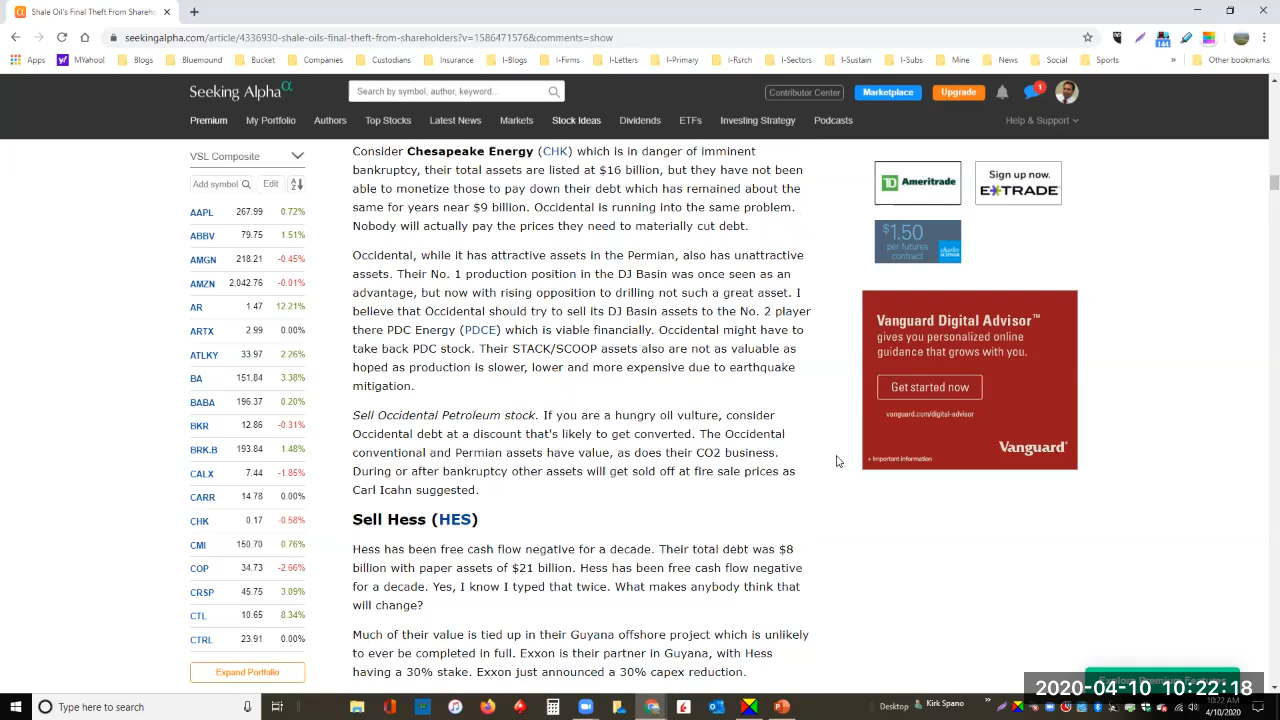 Shale Oil's Final Theft From Share
seekingalpha.com/article/4336930-shale-oils-final-theft-from-shareholders?v=1586471576&comments=show
144
Apps
MYahoo!
Blogs
Bluemound
Bucket
Companies
Custodians
Insurance
I-Blogs
I-Firms
I-Primary
I-Rsrch
I-Sectors
I-Sustain
I-Subs
Mine
News
Social
Sports
»
Other bookmarks
Seeking Alpha α
Search by symbol, author, keyword...
Contributor Center
Marketplace
Upgrade
1
Premium
My Portfolio
Authors
Top Stocks
Latest News
Markets
Stock Ideas
Dividends
ETFs
Investing Strategy
Podcasts
Help & Support
VSL Composite
Add symbol
Edit
AAPL 267.99 0.72%
ABBV 79.75 1.51%
AMGN 218.21 -0.45%
AMZN 2,042.76 -0.01%
AR 1.47 12.21%
ARTX 2.99 0.00%
ATLKY 33.97 2.26%
BA 151.84 3.38%
BABA 196.37 0.20%
BKR 12.88 -0.31%
BRK.B 193.84 1.48%
CALX 7.44 -1.85%
CARR 14.78 0.00%
CHK 0.17 -0.58%
CMI 150.70 0.76%
COP 34.73 -2.66%
CRSP 45.75 3.09%
CTL 10.65 8.34%
CTRL 23.91 0.00%
Expand Portfolio
Consider Chesapeake Energy (CHK) which is in danger of imminent
bankruptcy, their total assets are listed at $16 billion, but they have not been
able to monetize those to pay down their debt which has remained about the
same for years near $9 billion. Occidental is running into the same problem.
Nobody will actually pay the prices they need to materially cut debt.
Occidental, while it has attractive assets in the Permian, also has unattractive
assets. Their No. 1 production position in the DJ Basin was once seen as an
advantage, but now with rising opposition to drilling not such a great asset. I
believe that Occidental should try to sell its DJ Basin assets to the No. 2 player
there PDC Energy (PDCE) which is viable financially. Occidental might have to
take back PDC stock. Their STACK/SCOOP assets also are not as valuable as
hoped as production is slower, lower and more expensive due to earthquake
mitigation.
Sell Occidental Petroleum stock. If you are a hungry oil vulture, consider
Occidental debt at a discount that's likely to get converted. The Occidental
conventional and Permian assets have value, as does their CO2 business.
During or after bankruptcy other assets will get sold off at fire sale prices as
Carl Icahn suggested.
Sell Hess (HES)
Hess has been free cash flow negative for a decade. Their total debt was $8
billion with paper assets of $21 billion. Hess has been free cash flow negative
for a decade. Yes, I know I typed that twice. What makes anybody think that
will change?
Much of their value is tied up in their Guyana offshore project which is unlikely
to ever be completed in full. Exxon is their partner in Guyana, with Hess
having a 30% stake. Exxon just announced a 30% capex reduction.
TD Ameritrade
Sign up now.
E*TRADE
$1.50
per futures
contract
charles
SCHWAB
Vanguard Digital Advisor™
gives you personalized online
guidance that grows with you.
Get started now
vanguard.com/digital-advisor
Vanguard®
+ Important information
Explore Premium Features
2020-04-10 10:22:18
Type here to search
Desktop
Kirk Spano
»
10:22 AM
4/10/2020